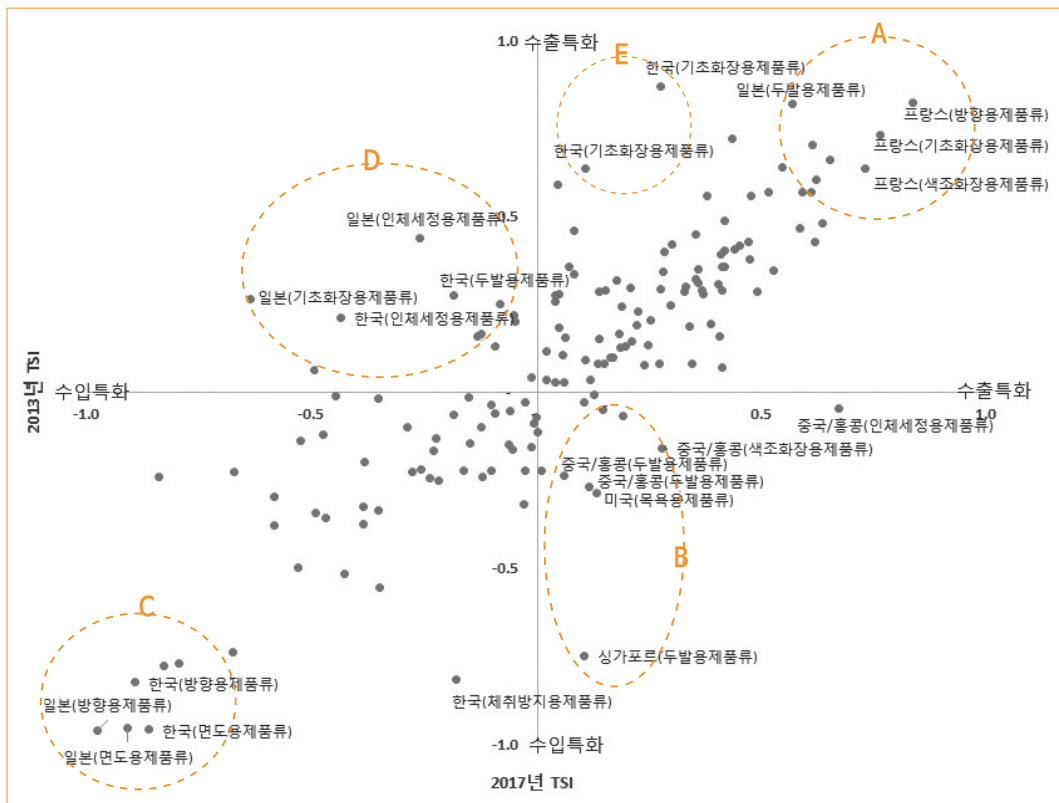 1.0 수출특화
A
E
한국(기초화장용제품류)
일본(두발용제품류)
프랑스(방향용제품류)
프랑스(기초화장용제품류)
한국(기초화장용제품류)
D
프랑스(색조화장용제품류)
0.5
일본(인체세정용제품류)
한국(두발용제품류)
일본(기초화장용제품류)
한국(인체세정용제품류)
2013년 TSI
수입특화
수출특화
-1.0
-0.5
0
0.5
1.0
중국/홍콩(인체세정용제품류)
중국/홍콩(색조화장용제품류)
중국/홍콩(두발용제품류)
중국/홍콩(두발용제품류)
미국(목욕용제품류)
-0.5
B
C
싱가포르(두발용제품류)
한국(방향용제품류)
한국(체취방지용제품류)
일본(방향용제품류)
한국(면도용제품류)
-1.0 수입특화
일본(면도용제품류)
2017년 TSI